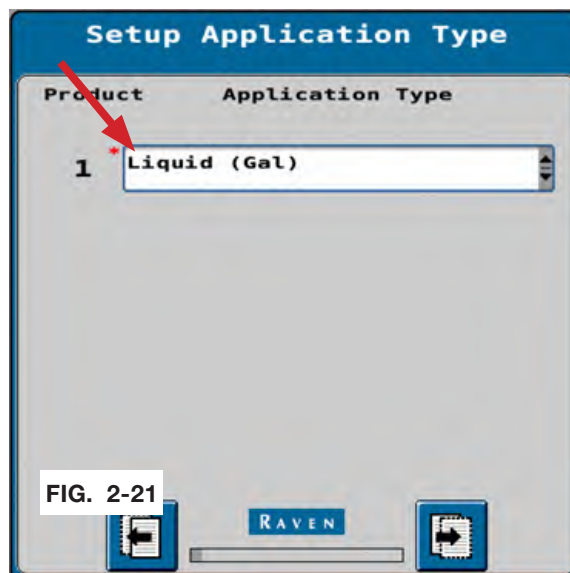 Setup Application Type
Product Application Type
1 * Liquid (Gal)
FIG. 2-21
RAVEN